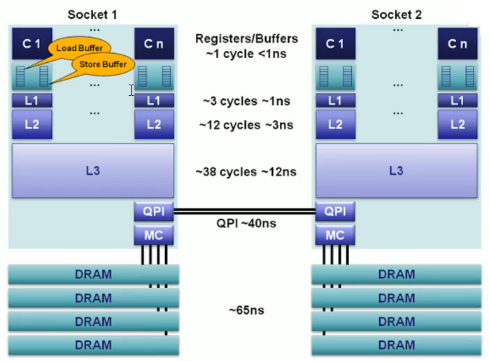 Socket 1
Socket 2
...
Registers/Buffers
...
C 1
C n
~1 cycle <1ns
C 1
C n
Load Buffer
Store Buffer
...
...
L1
L1
~3 cycles ~1ns
L1
L1
...
...
L2
L2
~12 cycles ~3ns
L2
L2
L3
~38 cycles ~12ns
L3
QPI
QPI
QPI ~40ns
MC
MC
DRAM
DRAM
DRAM
DRAM
~65ns
DRAM
DRAM
DRAM
DRAM